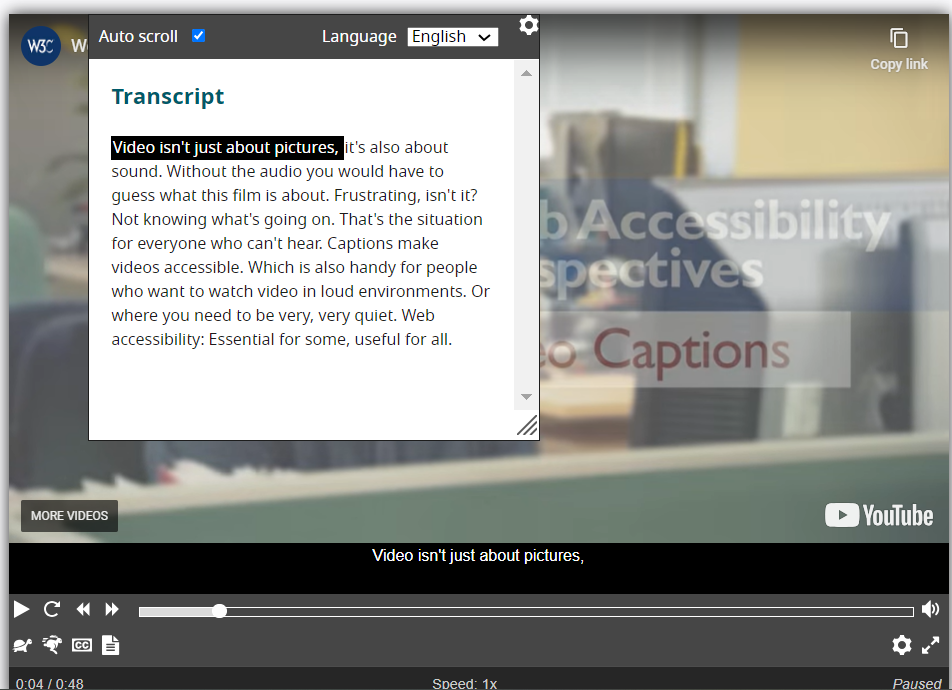 W3C
Auto scroll Language English
Copy link
Transcript
Video isn't just about pictures, it's also about
sound. Without the audio you would have to
guess what this film is about. Frustrating, isn't it?
Not knowing what's going on. That's the situation
for everyone who can't hear. Captions make
videos accessible. Which is also handy for people
who want to watch video in loud environments. Or
where you need to be very, very quiet. Web
accessibility: Essential for some, useful for all.
b Accessibility
spectives
eo Captions
MORE VIDEOS
YouTube
Video isn't just about pictures,
CC
0:04 / 0:48 Speed: 1x Paused